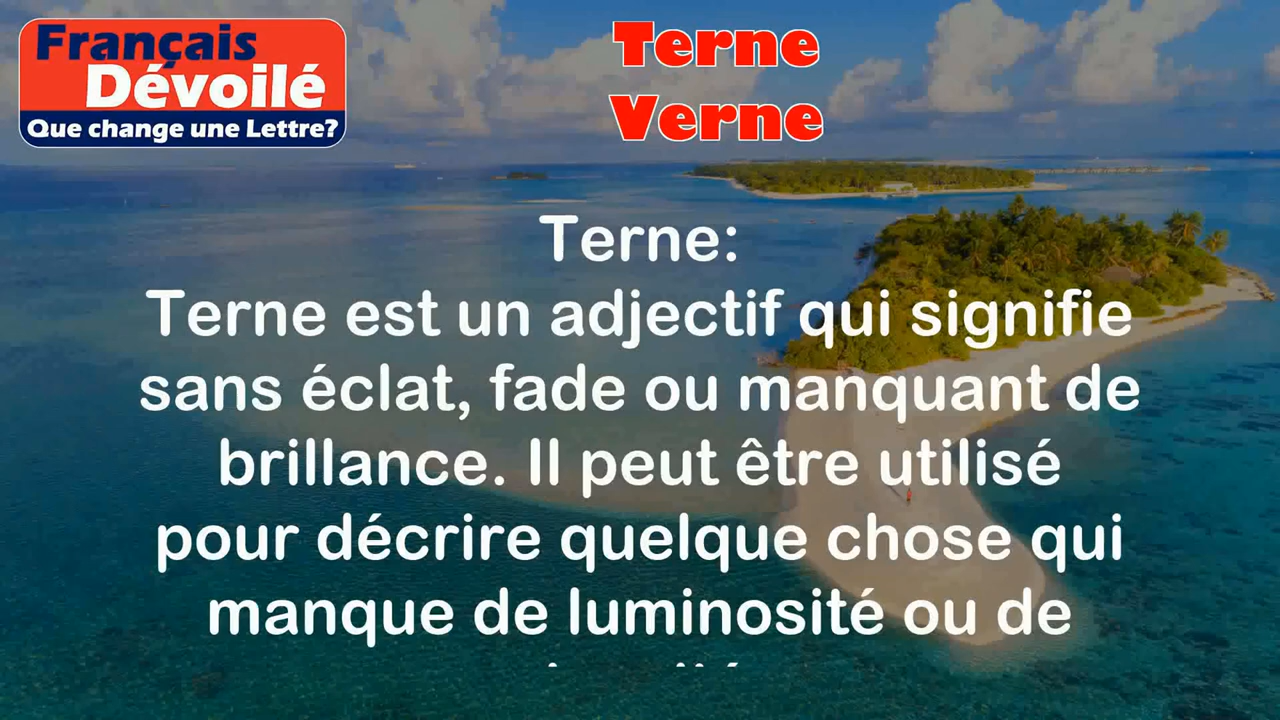 Français
Dévoilé
Que change une Lettre?
Terne
Verne
Terne:
Terne est un adjectif qui signifie
sans éclat, fade ou manquant de
brillance. Il peut être utilisé
pour décrire quelque chose qui
manque de luminosité ou de